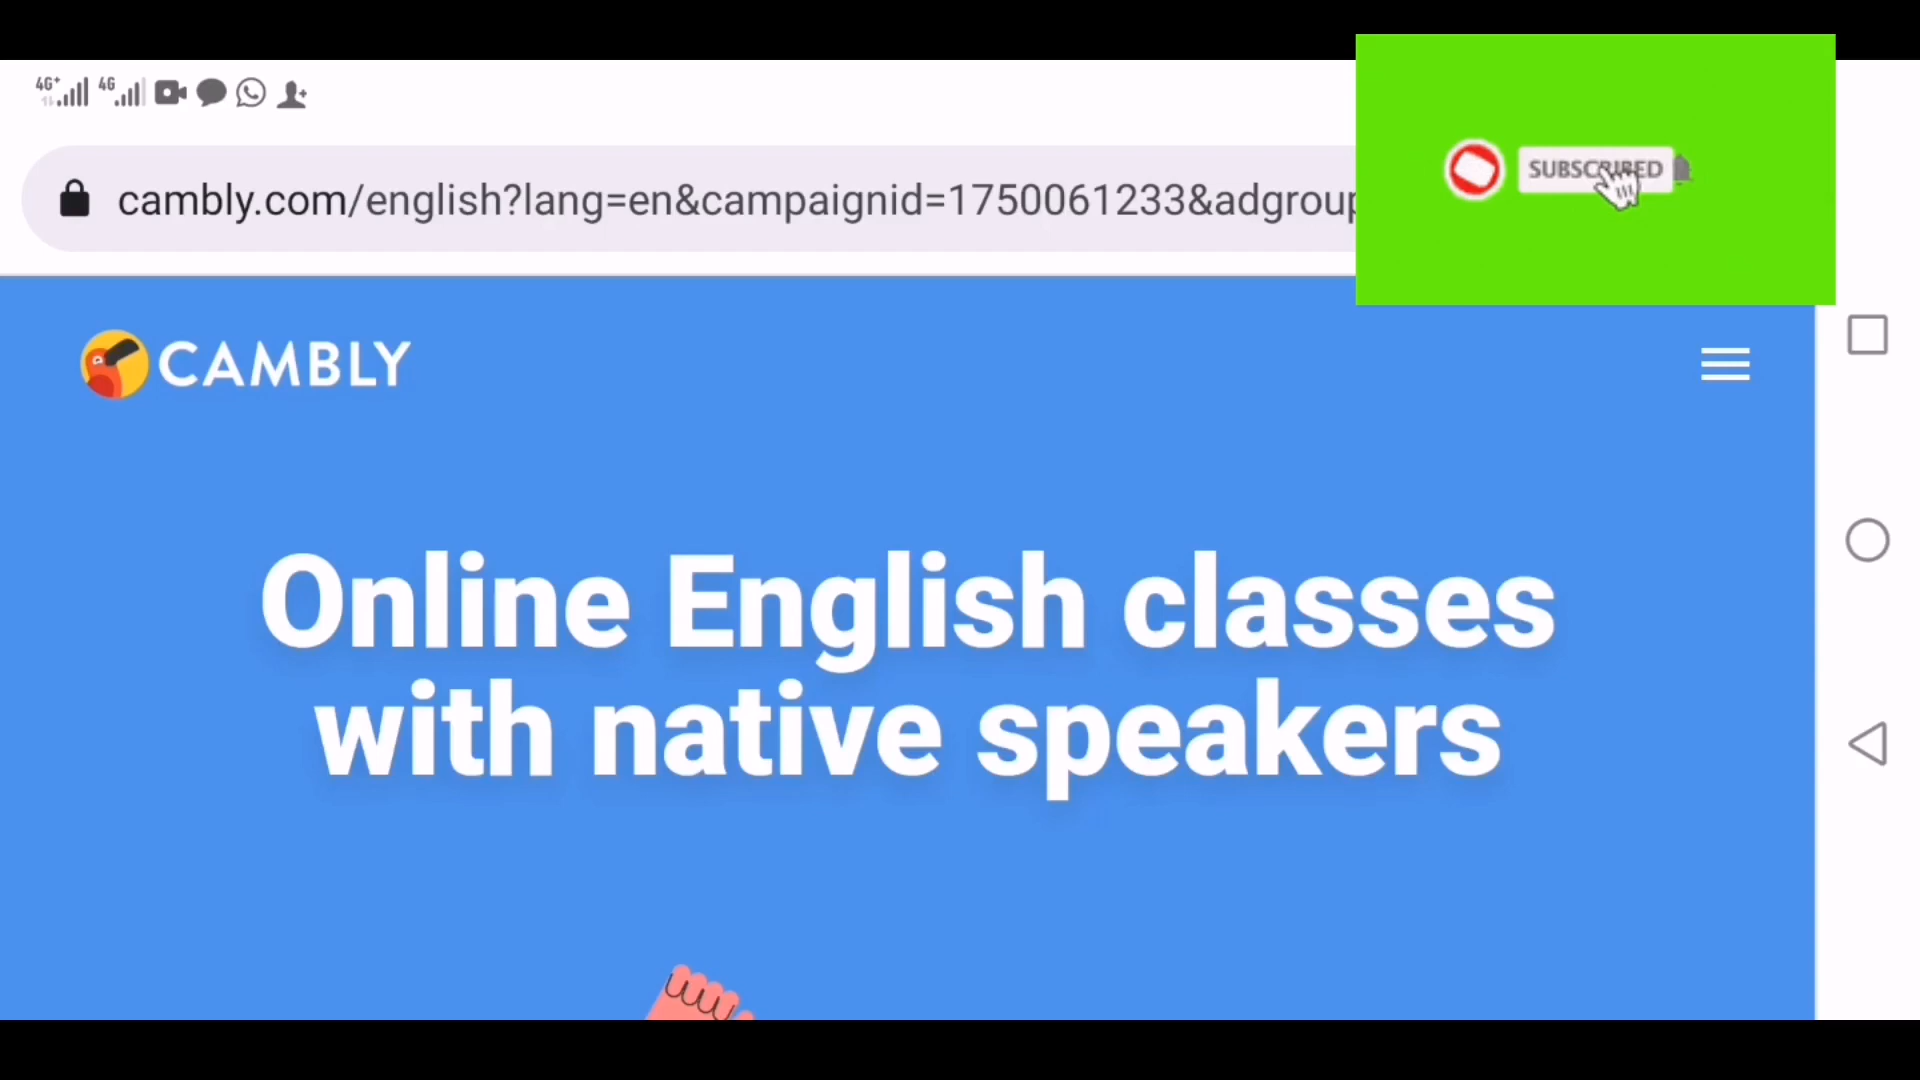 4G+ 4G
cambly.com/english?lang=en&campaignid=1750061233&adgroup
SUBSCRIBED
CAMBLY
Online English classes
with native speakers